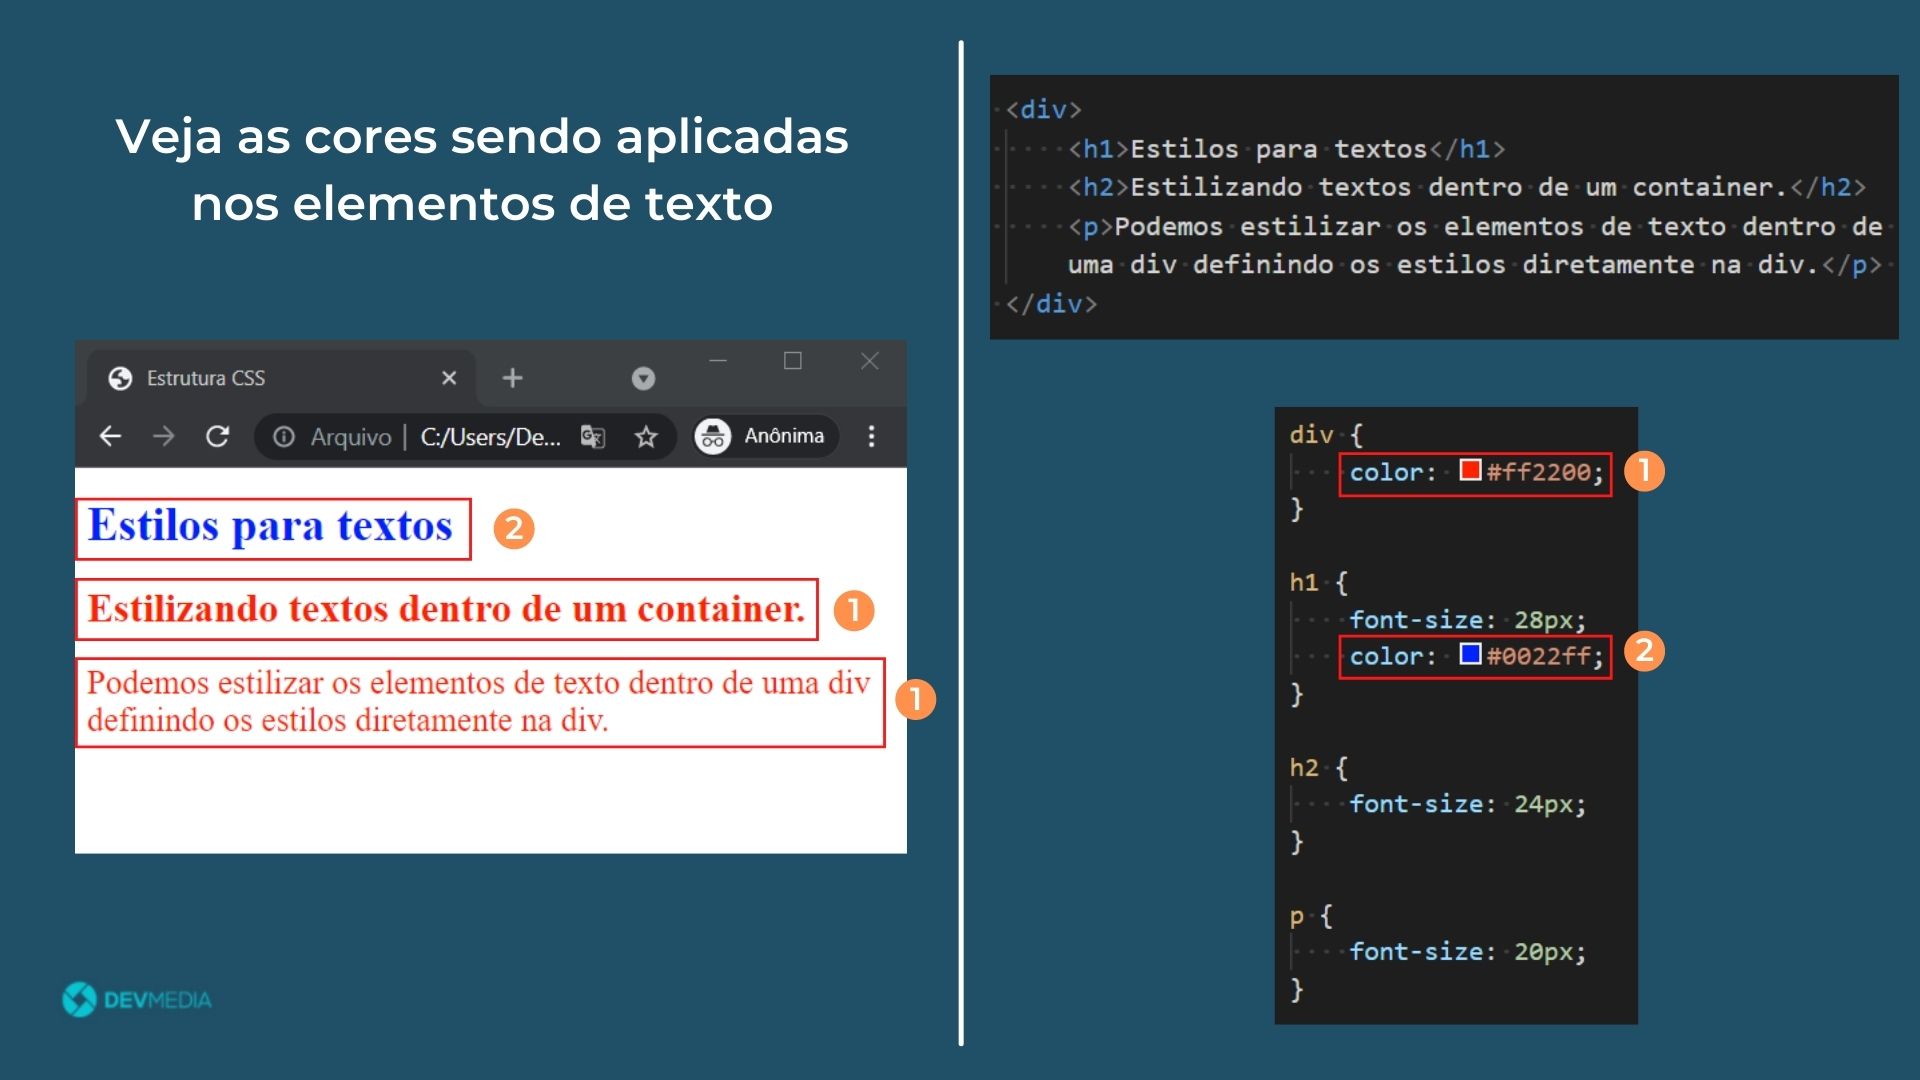 Veja as cores sendo aplicadas
nos elementos de texto
Estrutura CSS
Arquivo | C:/Users/De...
Anônima
Estilos para textos
2
Estilizando textos dentro de um container.
1
Podemos estilizar os elementos de texto dentro de uma div
definindo os estilos diretamente na div.
1
DEVMEDIA
<div>
<h1>Estilos para textos</h1>
<h2>Estilizando textos dentro de um container.</h2>
<p>Podemos estilizar os elementos de texto dentro de
uma div definindo os estilos diretamente na div.</p>
</div>
div {
color: #ff2200;
1
}
h1 {
font-size: 28px;
color: #0022ff;
2
}
h2 {
font-size: 24px;
}
p {
font-size: 20px;
}